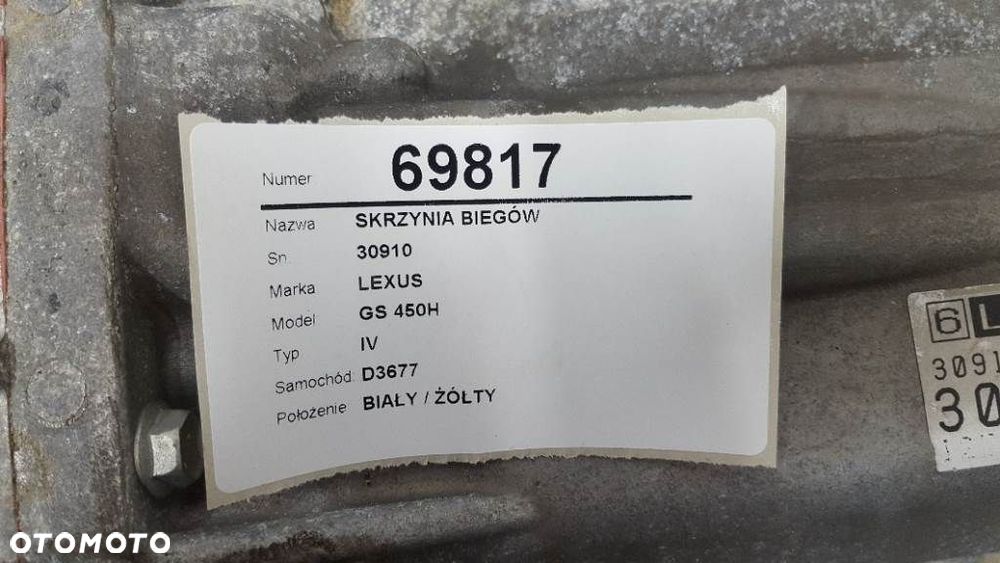 Numer 69817
Nazwa SKRZYNIA BIEGÓW
Sn. 30910
Marka LEXUS
Model GS 450H
Typ IV
Samochód: D3677
Położenie BIAŁY / ŻÓŁTY
6 L
3091
30
OTOMOTO